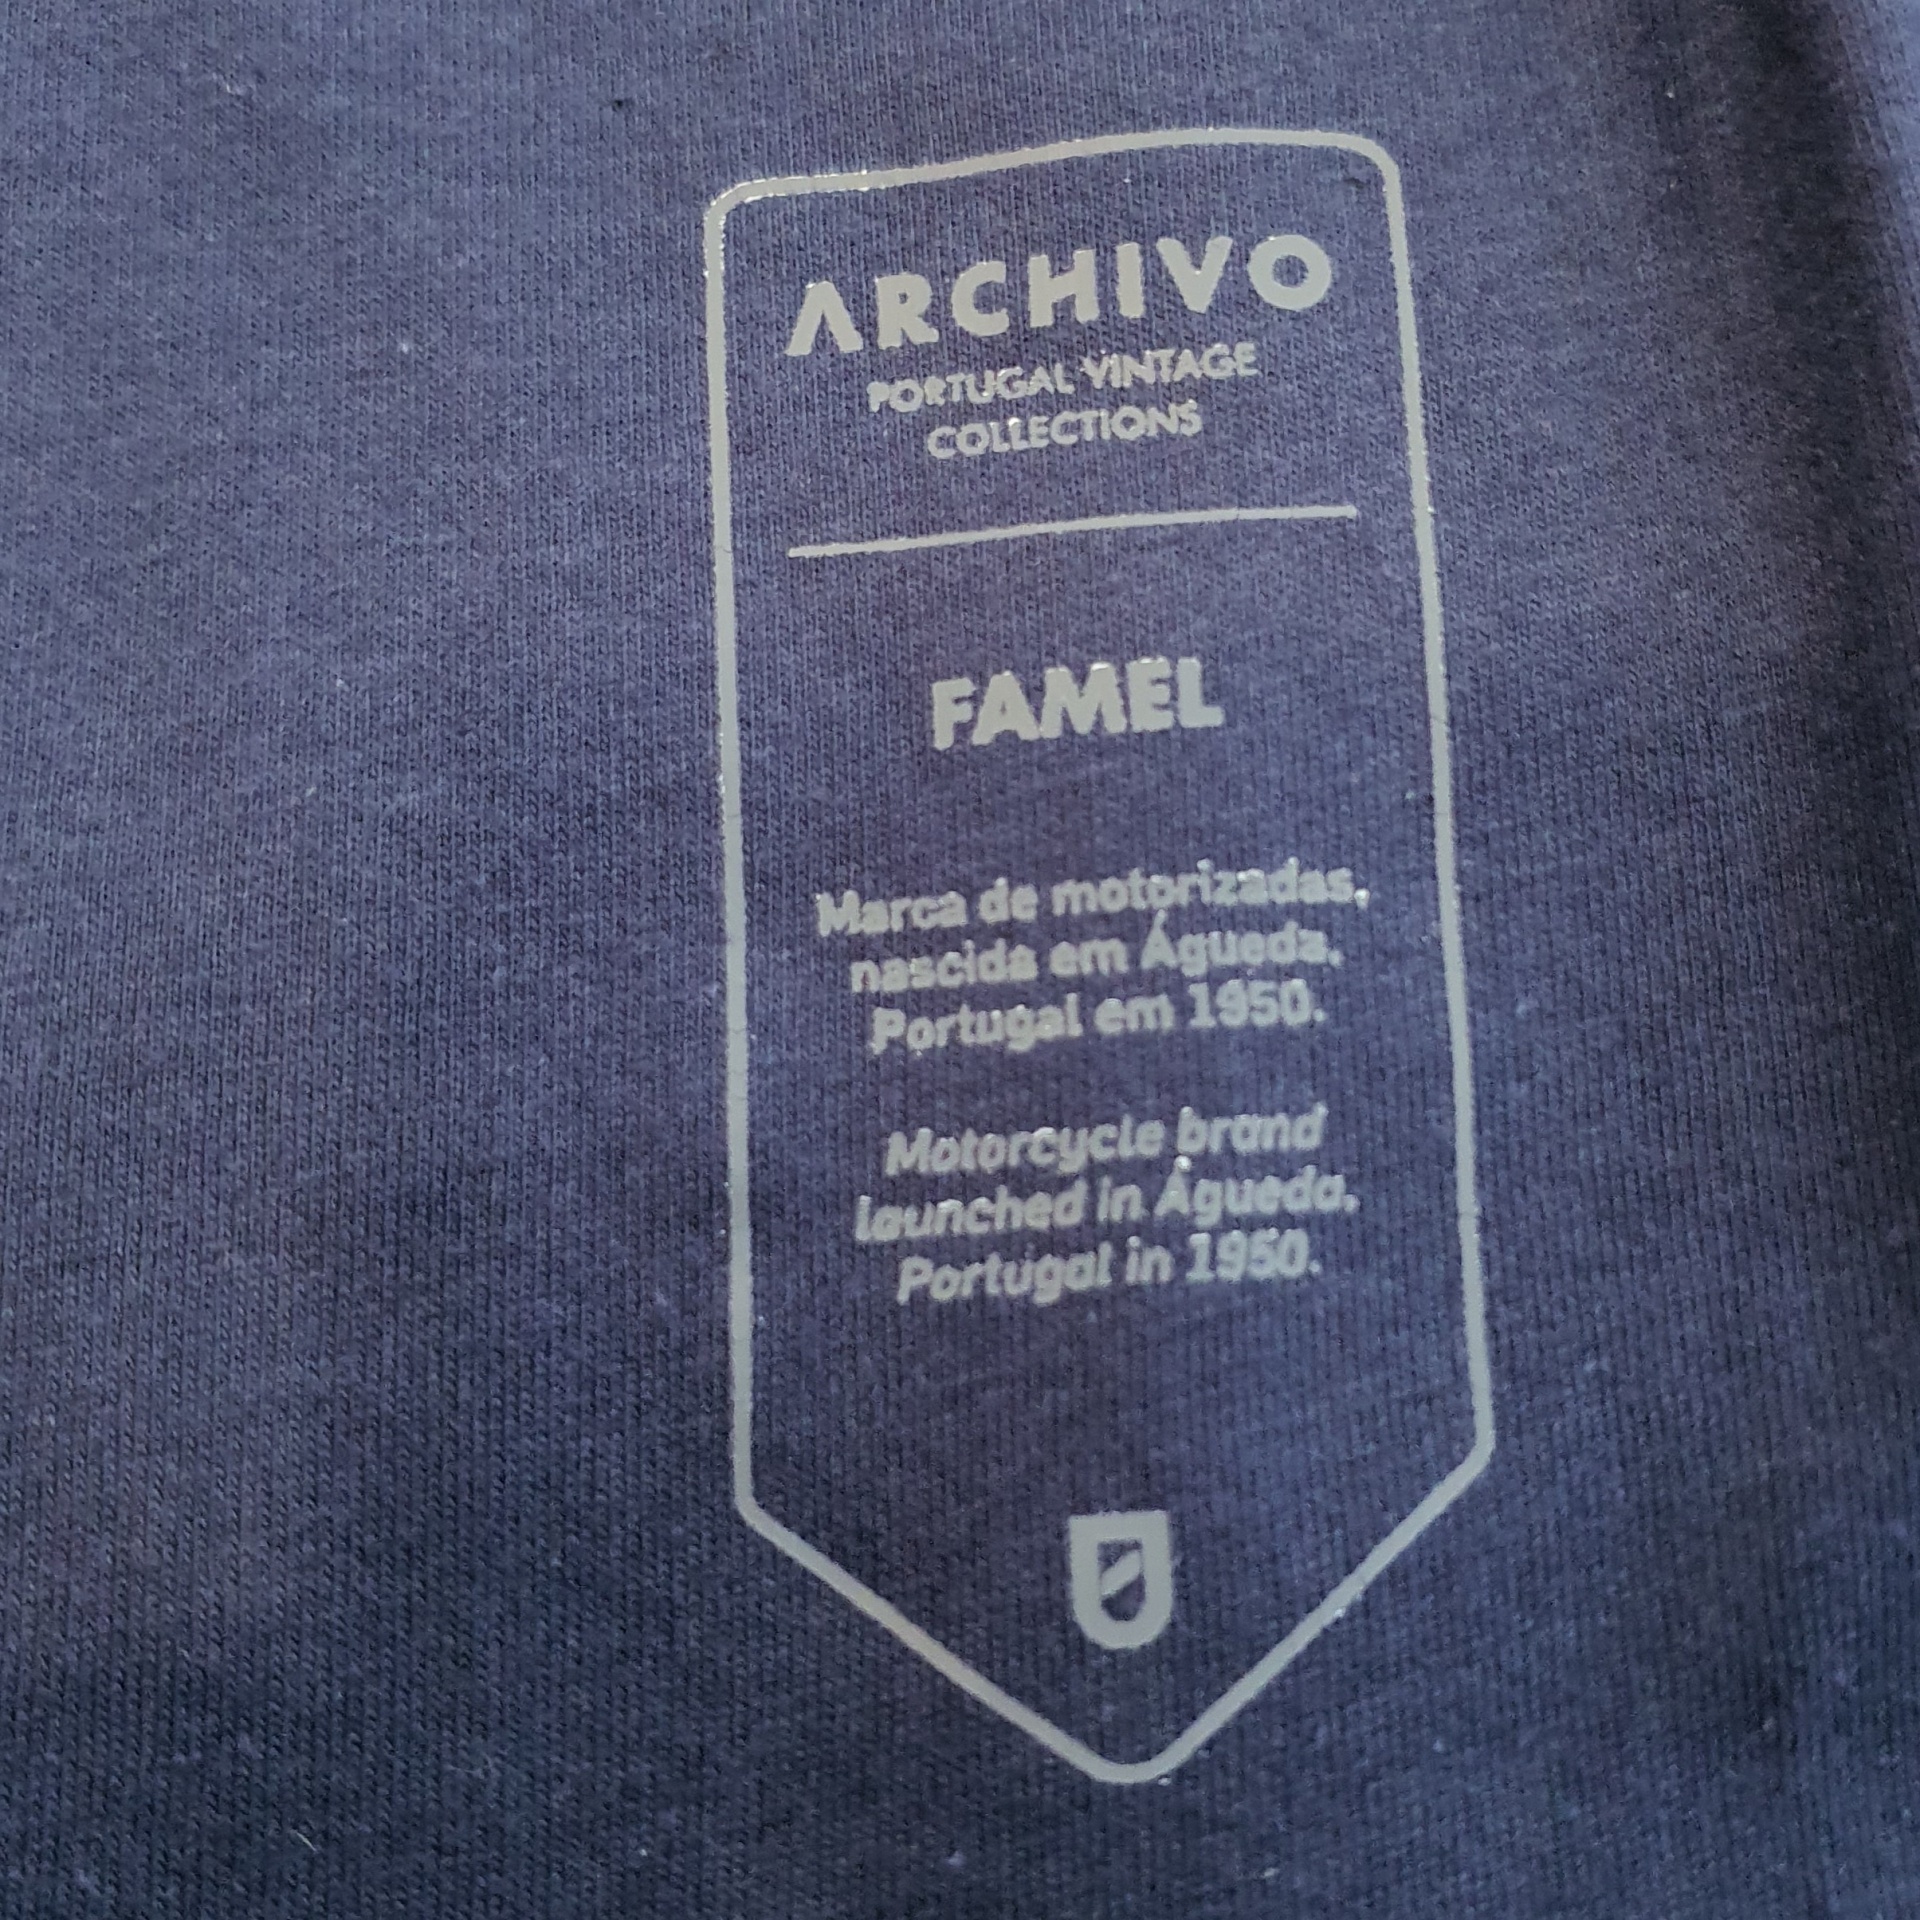 ARCHIVO
PORTUGAL VINTAGE
COLLECTIONS
FAMEL
Marca de motorizadas,
nascida em Águeda,
Portugal em 1950.
Motorcycle brand
launched in Águeda,
Portugal in 1950.